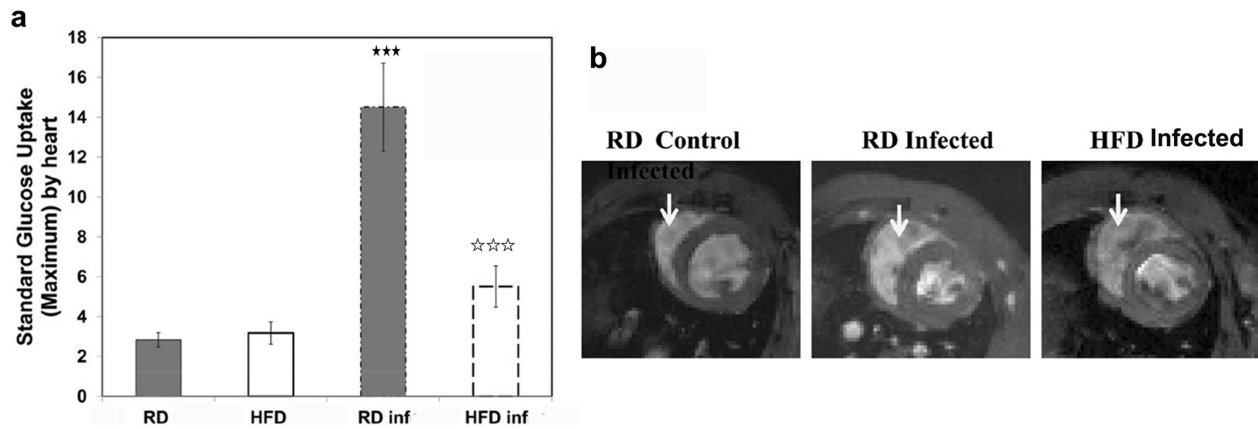 a
18
16
14
12
10
8
6
4
2
0
Standard Glucose Uptake
(Maximum) by heart
★★★
☆☆☆
RD
HFD
RD inf
HFD inf
b
RD Control
Infected
RD Infected
HFD Infected